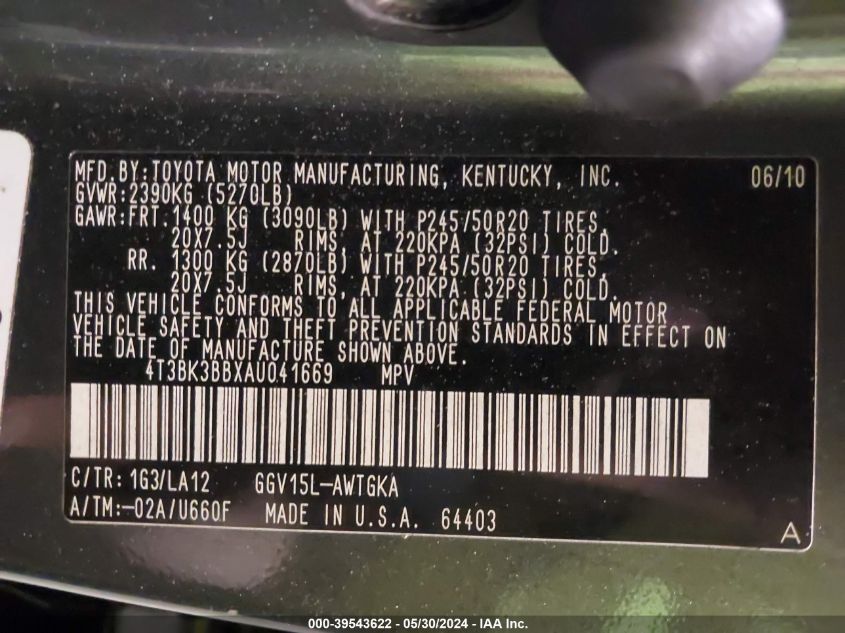 MFD.BY:TOYOTA MOTOR MANUFACTURING, KENTUCKY, INC. 06/10
GVWR:2390KG (5270LB)
GAWR:FRT.1400 KG (3090LB) WITH P245/50R20 TIRES,
20X7.5J RIMS, AT 220KPA (32PSI) COLD.
RR. 1300 KG (2870LB) WITH P245/50R20 TIRES,
20X7.5J RIMS, AT 220KPA (32PSI) COLD.
THIS VEHICLE CONFORMS TO ALL APPLICABLE FEDERAL MOTOR
VEHICLE SAFETY AND THEFT PREVENTION STANDARDS IN EFFECT ON
THE DATE OF MANUFACTURE SHOWN ABOVE.
4T3BK3BBXAU041669 MPV
C/TR: 1G3/LA12 GGV15L-AWTGKA
A/TM:-02A/U660F MADE IN U.S.A. 64403 A
000-39543622 - 05/30/2024 - IAA Inc.